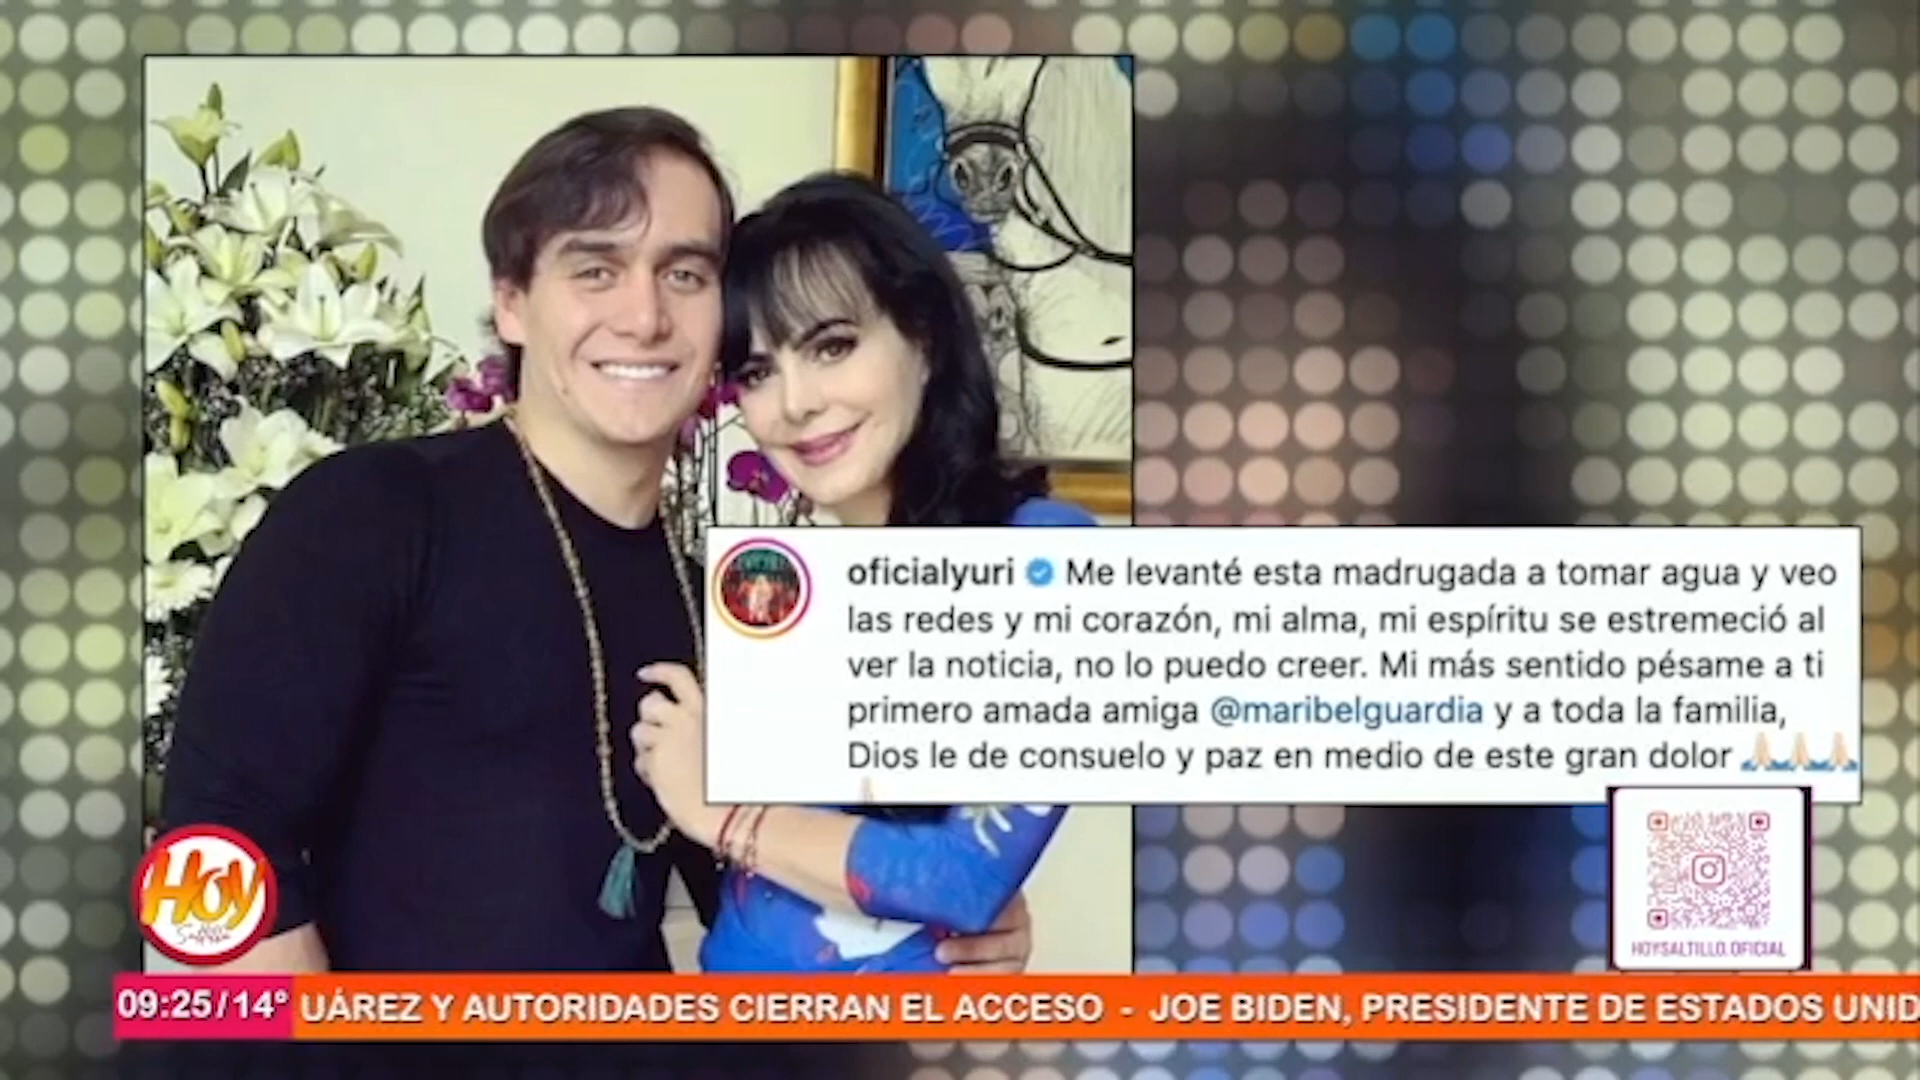 oficialyuri Me levanté esta madrugada a tomar agua y veo
las redes y mi corazón, mi alma, mi espíritu se estremeció al
ver la noticia, no lo puedo creer. Mi más sentido pésame a ti
primero amada amiga @maribelguardia y a toda la familia,
Dios le de consuelo y paz en medio de este gran dolor 🙏🏻🙏🏻🙏🏻
Hoy
HOYSALTILLO.OFICIAL
09:25/14° UÁREZ Y AUTORIDADES CIERRAN EL ACCESO - JOE BIDEN, PRESIDENTE DE ESTADOS UNID